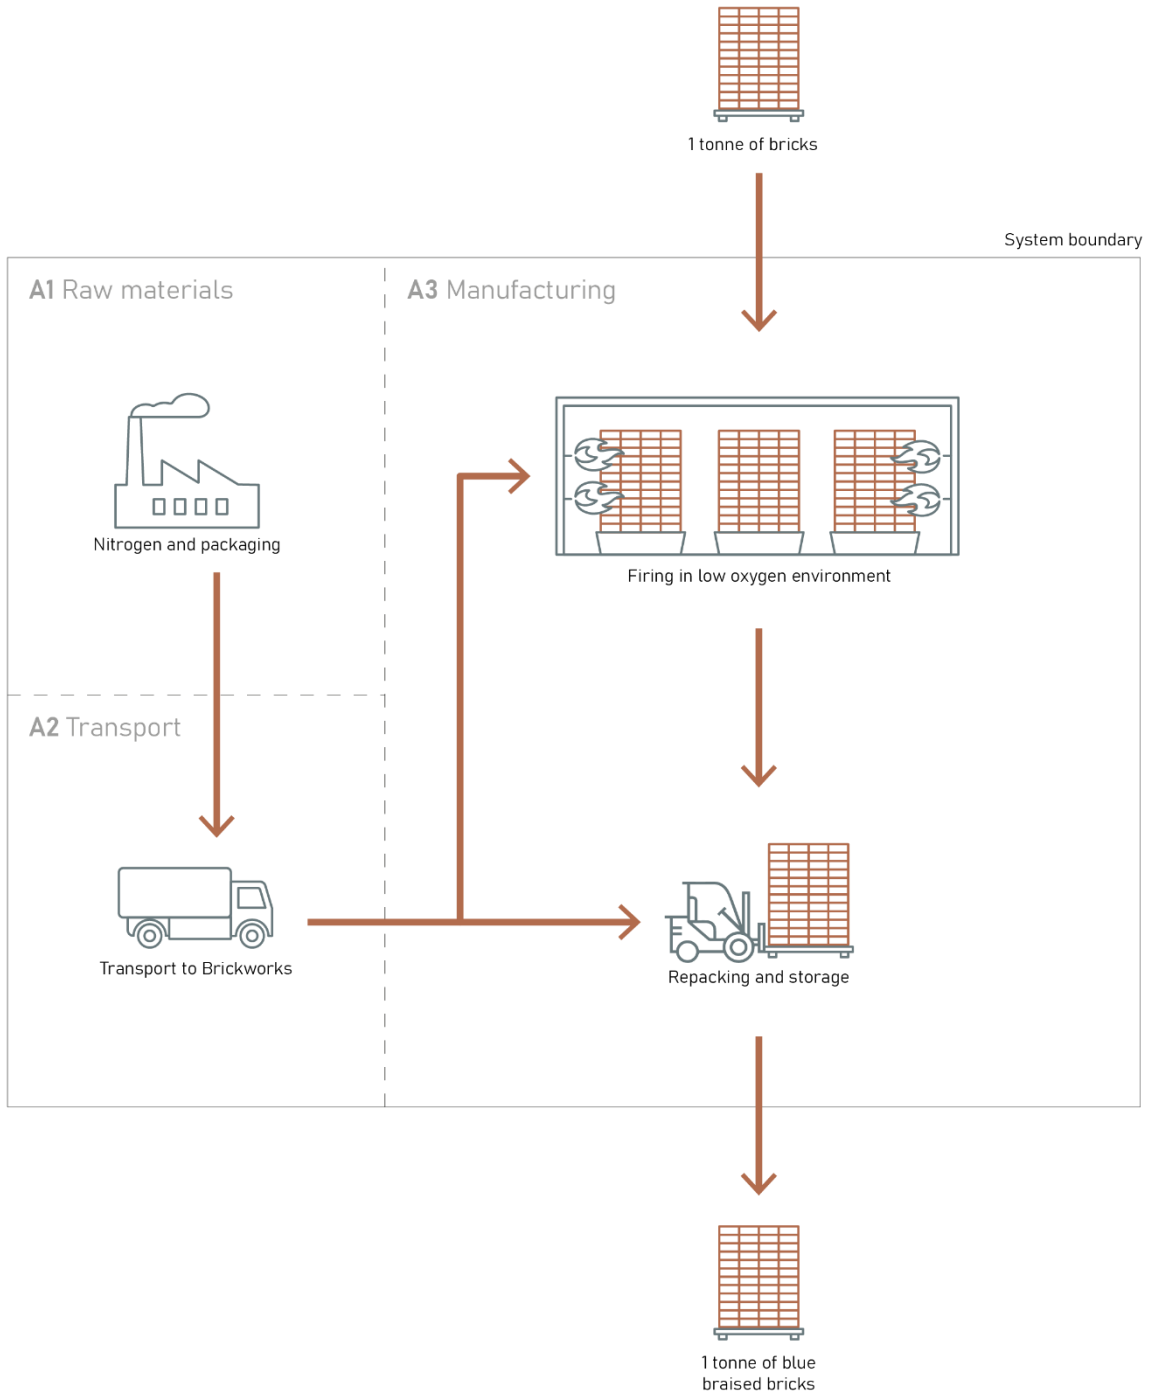 1 tonne of bricks
System boundary
A1 Raw materials
A3 Manufacturing
Nitrogen and packaging
Firing in low oxygen environment
A2 Transport
Transport to Brickworks
Repacking and storage
1 tonne of blue
braised bricks